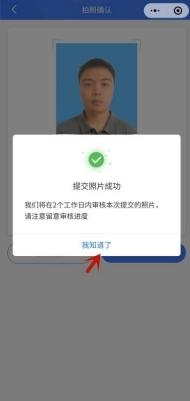 拍照确认
提交照片成功
我们将在2个工作日内审核本次提交的照片，
请注意留意审核进度
我知道了